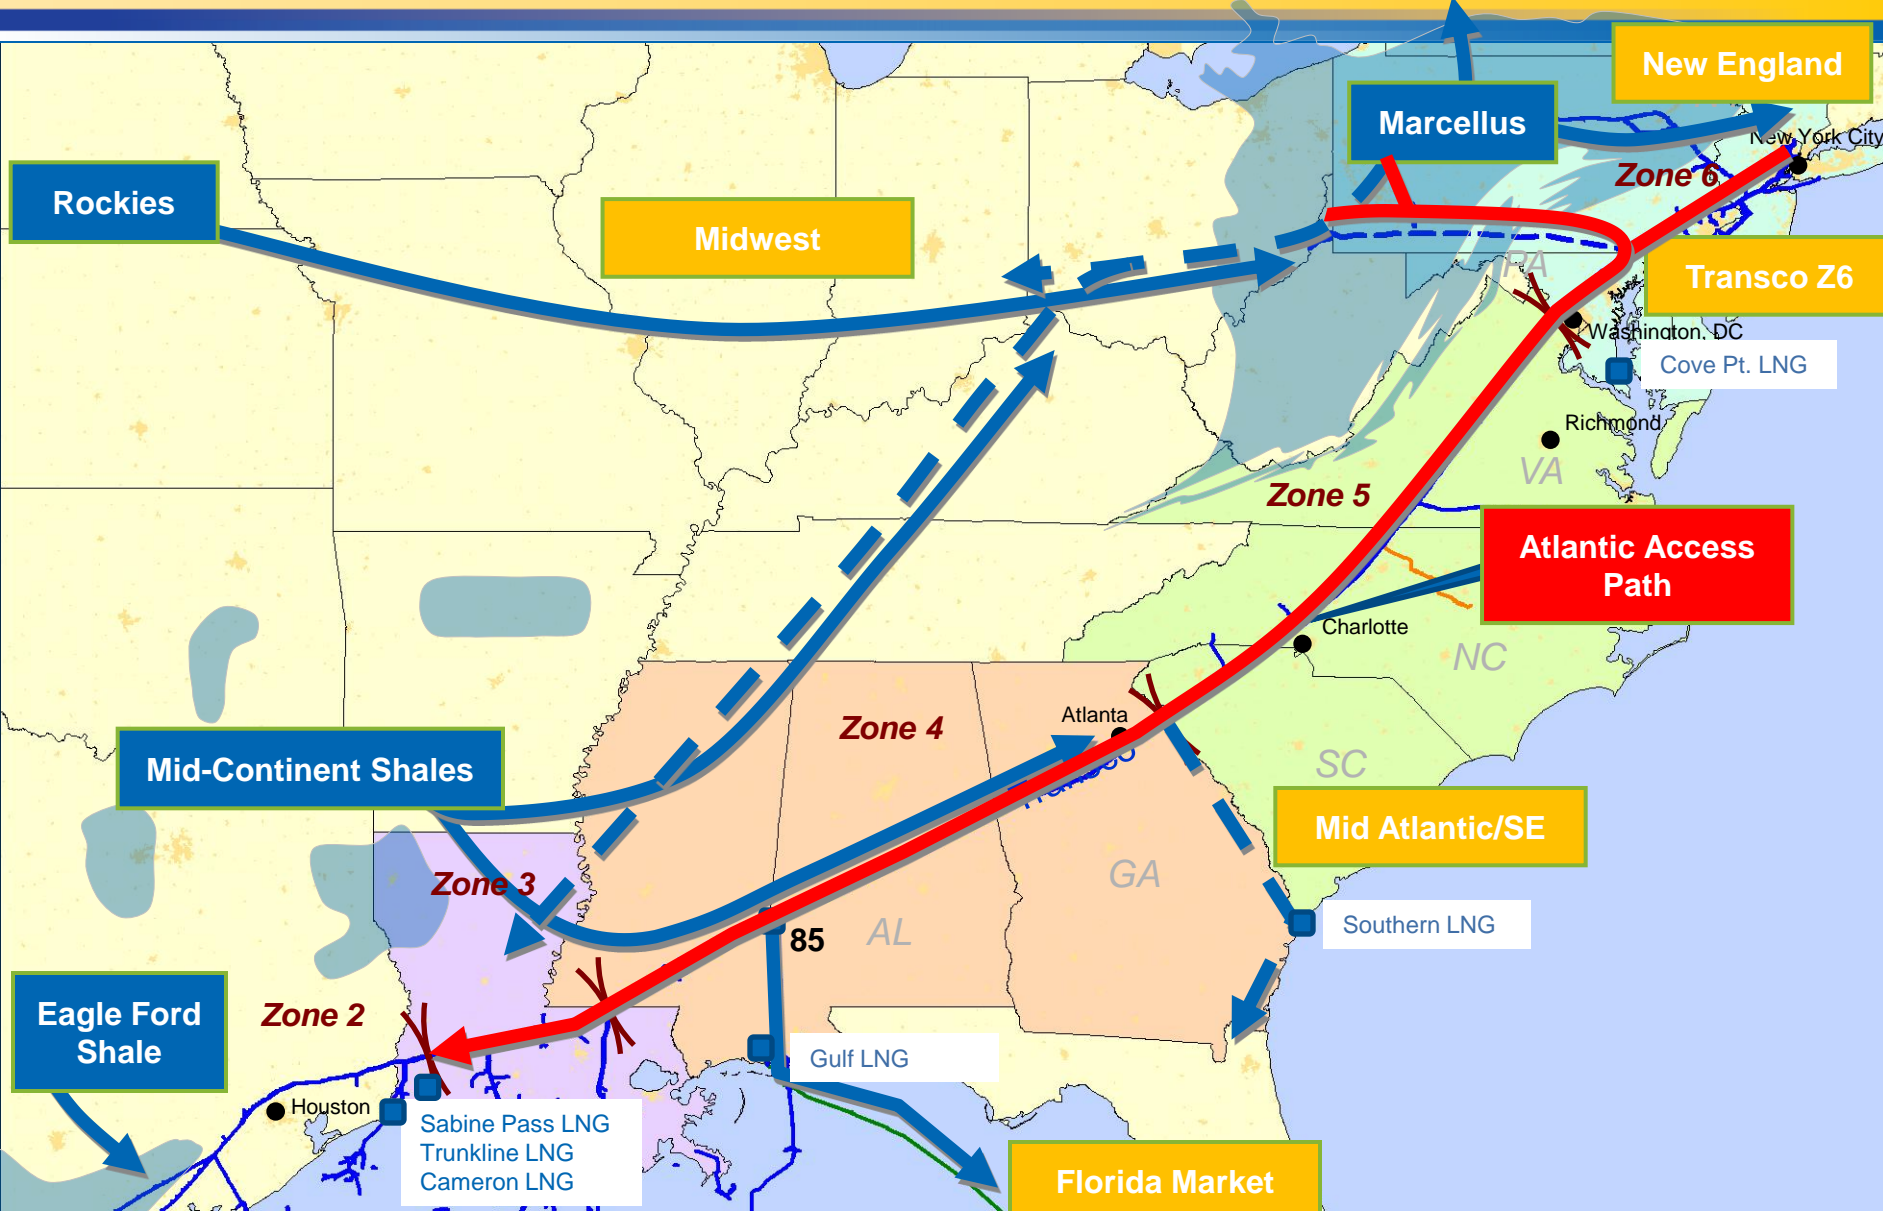 New England
Marcellus
New York City
Zone 6
Rockies
Midwest
PA
Transco Z6
Washington, DC
Cove Pt. LNG
Richmond
VA
Zone 5
Atlantic Access
Path
Charlotte
NC
Atlanta
Zone 4
Transco
SC
Mid-Continent Shales
Mid Atlantic/SE
GA
Zone 3
Southern LNG
85
AL
Zone 2
Eagle Ford
Shale
Gulf LNG
Houston
Sabine Pass LNG
Trunkline LNG
Cameron LNG
Florida Market